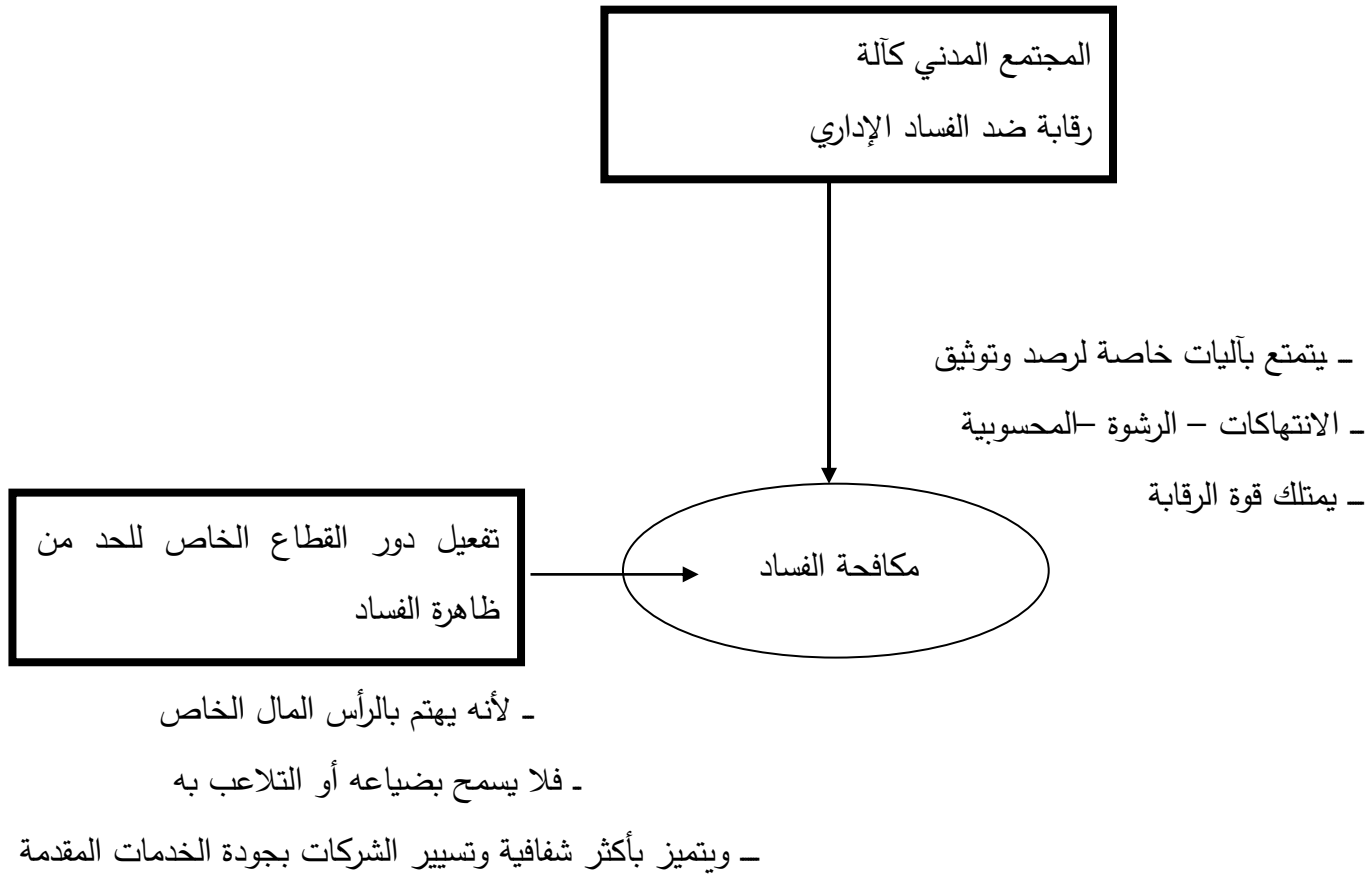 المجتمع المدني كآلة
رقابة ضد الفساد الإداري
ـ يتمتع بآليات خاصة لرصد وتوثيق
ـ الانتهاكات – الرشوة –المحسوبية
ـ يمتلك قوة الرقابة
مكافحة الفساد
تفعيل دور القطاع الخاص للحد من
ظاهرة الفساد
ـ لأنه يهتم بالرأس المال الخاص
ـ فلا يسمح بضياعه أو التلاعب به
ــ ويتميز بأكثر شفافية وتسيير الشركات بجودة الخدمات المقدمة